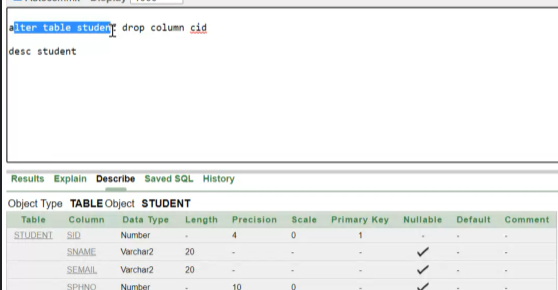 alter table student drop column cid
desc student
Results Explain Describe Saved SQL History
Object Type TABLE Object STUDENT
Table Column Data Type Length Precision Scale Primary Key Nullable Default Comment
STUDENT SID Number - 4 0 1 - - -
SNAME Varchar2 20 - - - ✓ - -
SEMAIL Varchar2 20 - - - ✓ - -
SPHNO Number - 10 0 - ✓ - -